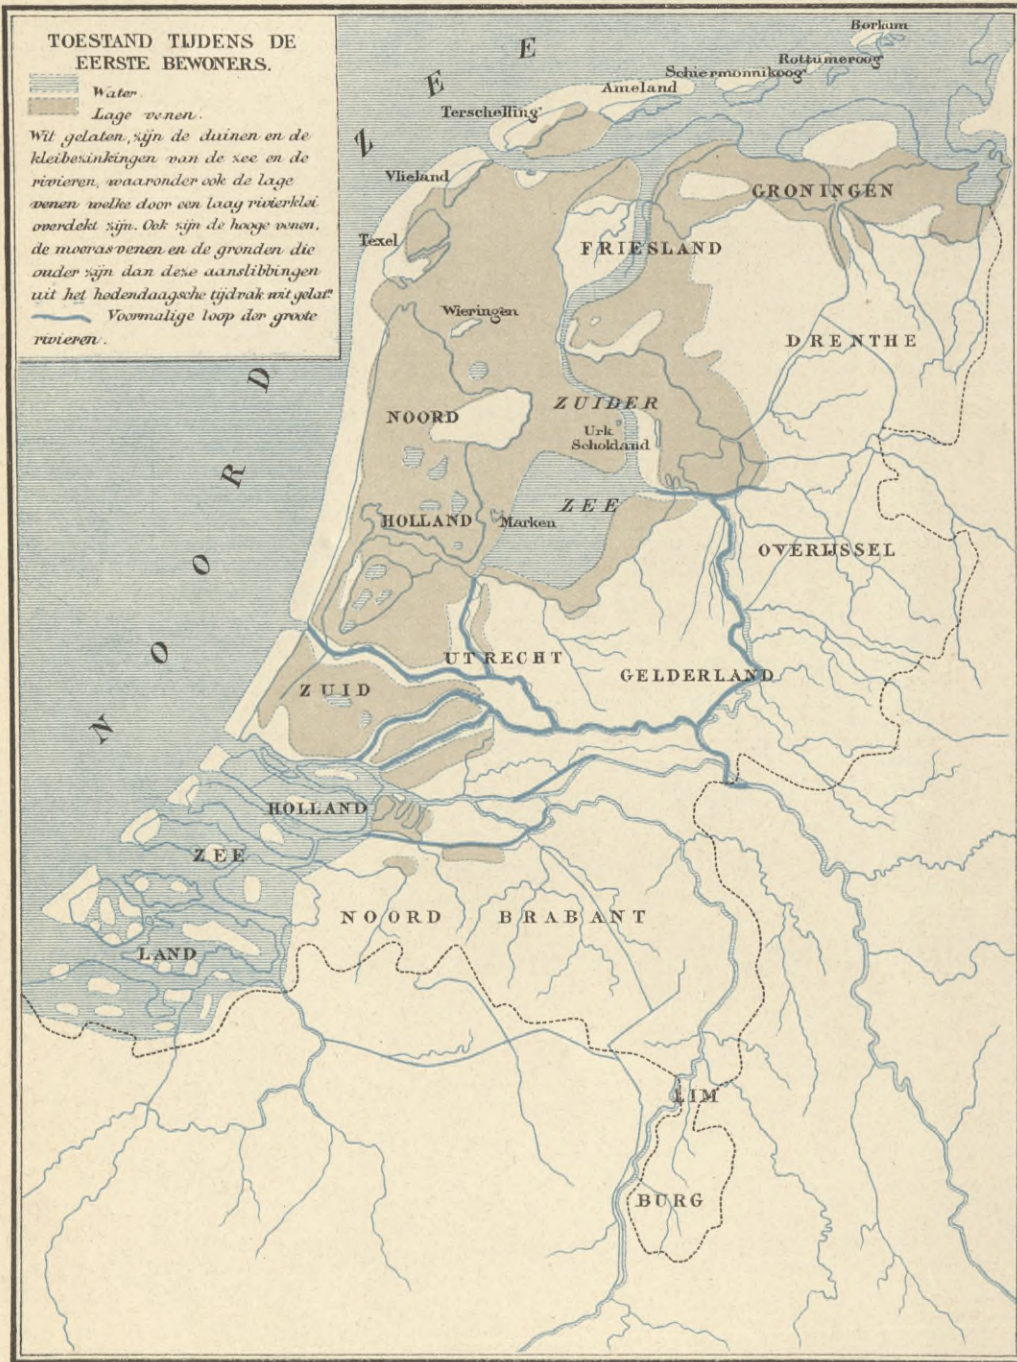 TOESTAND TIJDENS DE
EERSTE BEWONERS.
Water.
Lage venen.
Wit gelaten, zijn de duinen en de
kleibezinkingen van de zee en de
rivieren, waaronder ook de lage
venen welke door een laag rivierklei
overdekt zijn. Ook zijn de hooge venen,
de moerasvenen en de gronden die
ouder zijn dan deze aanslibbingen
uit het hedendaagsche tijdvak wit gelatn.
Voormalige loop der groote
rivieren.
NOORD ZEE
Borkum
Rottumeroog
Schiermonnikoog
Ameland
Terschelling
Vlieland
Texel
GRONINGEN
FRIESLAND
Wieringen
DRENTHE
NOORD
ZUIDER
Urk
Schokland
ZEE
HOLLAND
Marken
OVERIJSSEL
UTRECHT
GELDERLAND
ZUID
HOLLAND
ZEE
NOORD BRABANT
LAND
LIM
BURG